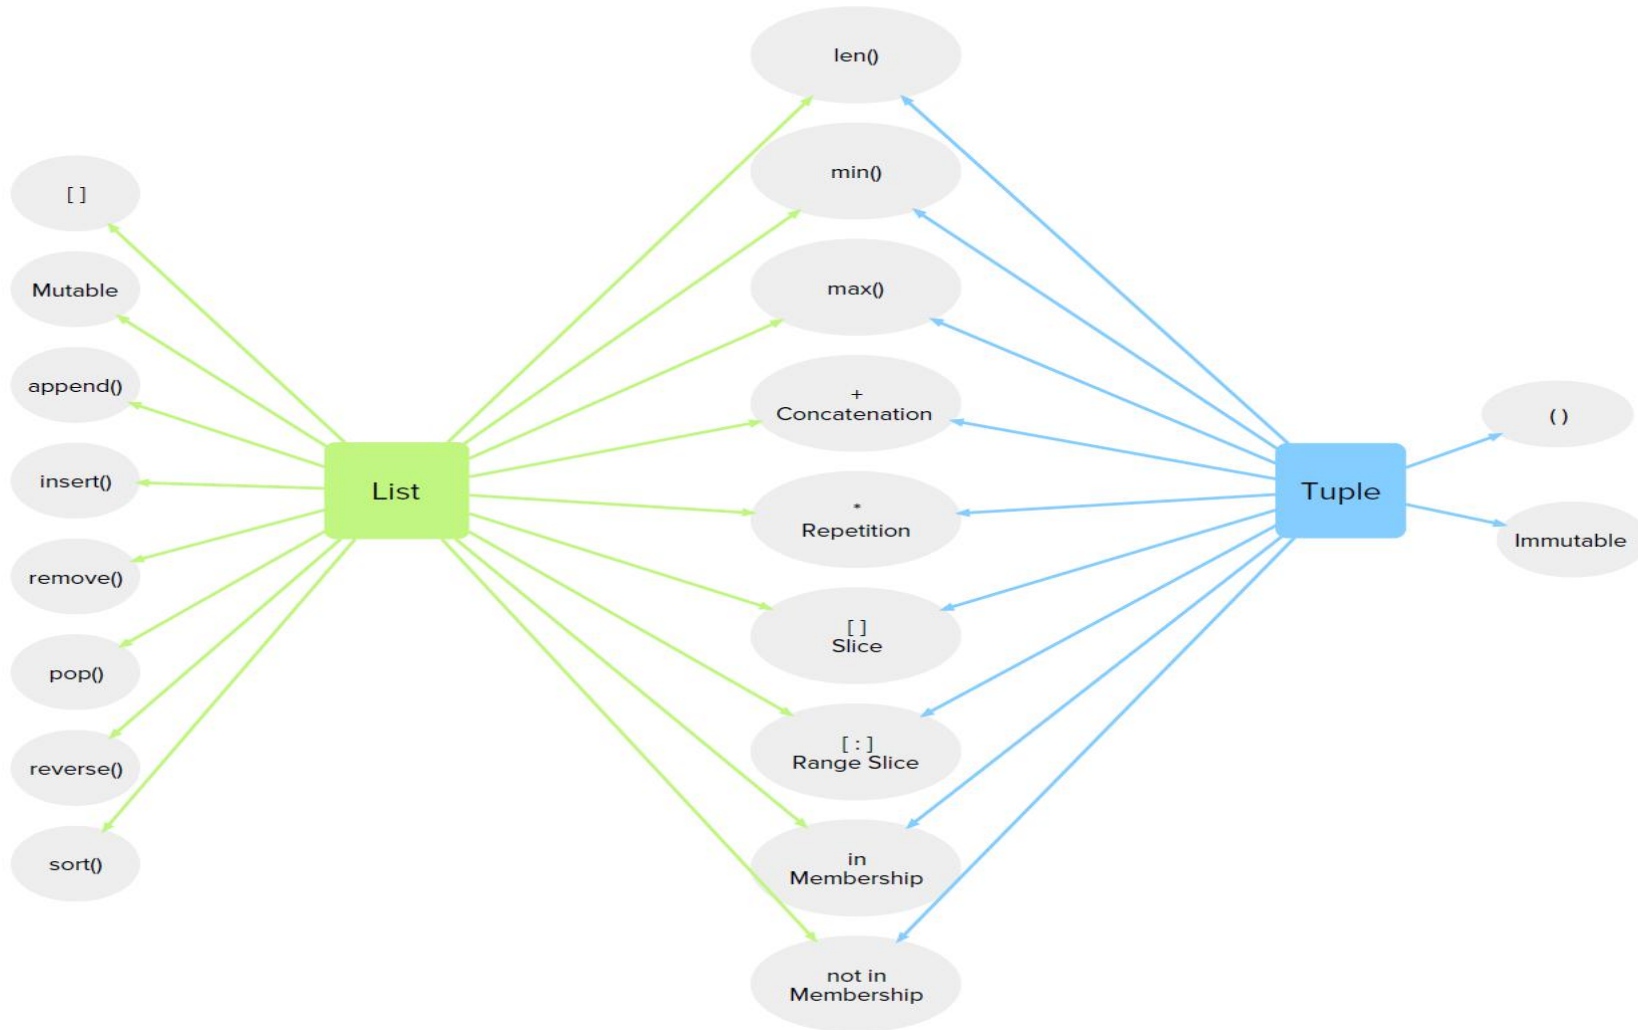 [ ]
Mutable
append()
insert()
remove()
pop()
reverse()
sort()
List
len()
min()
max()
+
Concatenation
*
Repetition
[ ]
Slice
[ : ]
Range Slice
in
Membership
not in
Membership
Tuple
( )
Immutable